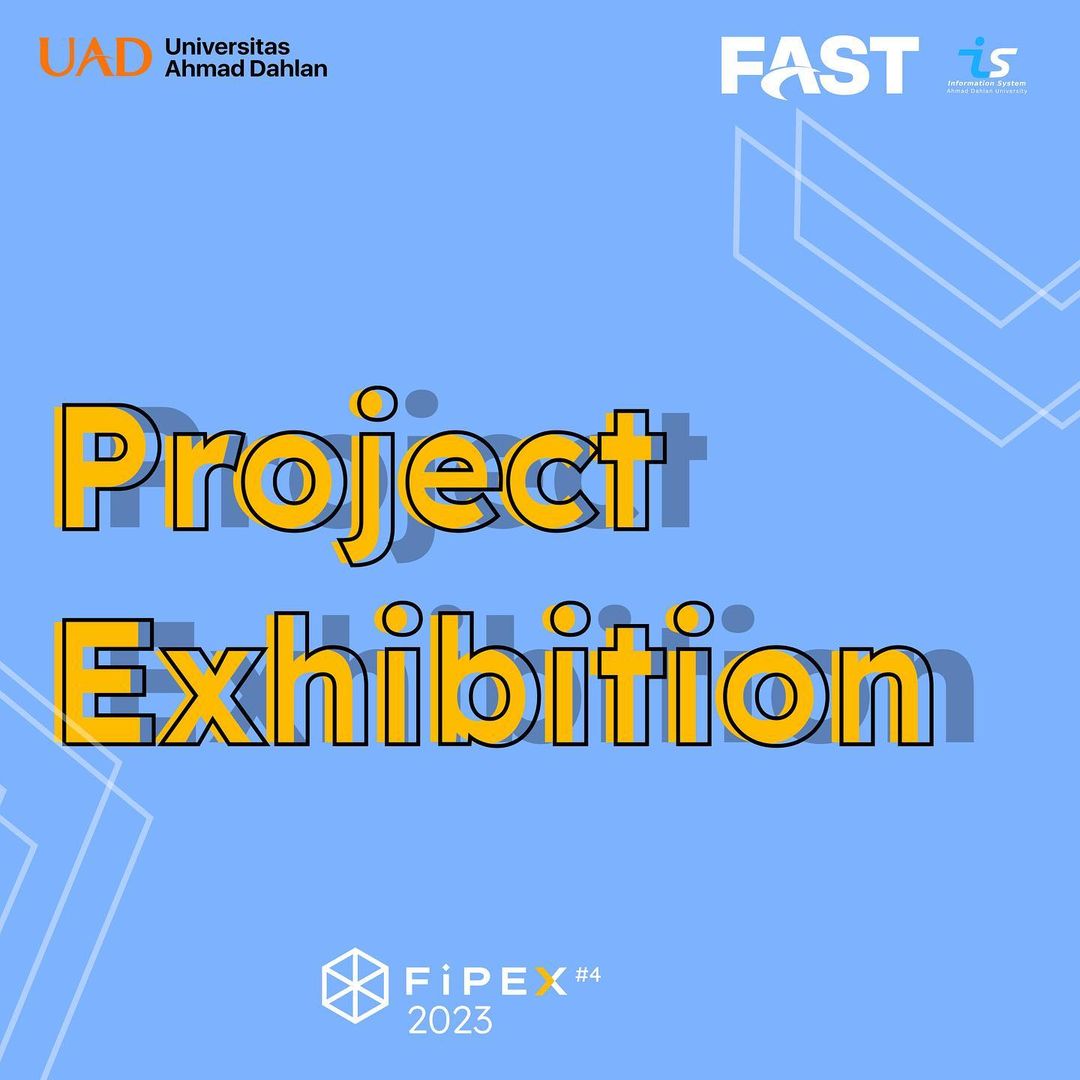 UAD Universitas
Ahmad Dahlan
FAST
is
Information System
Ahmad Dahlan University
Project
Exhibition
FiPEX #4
2023